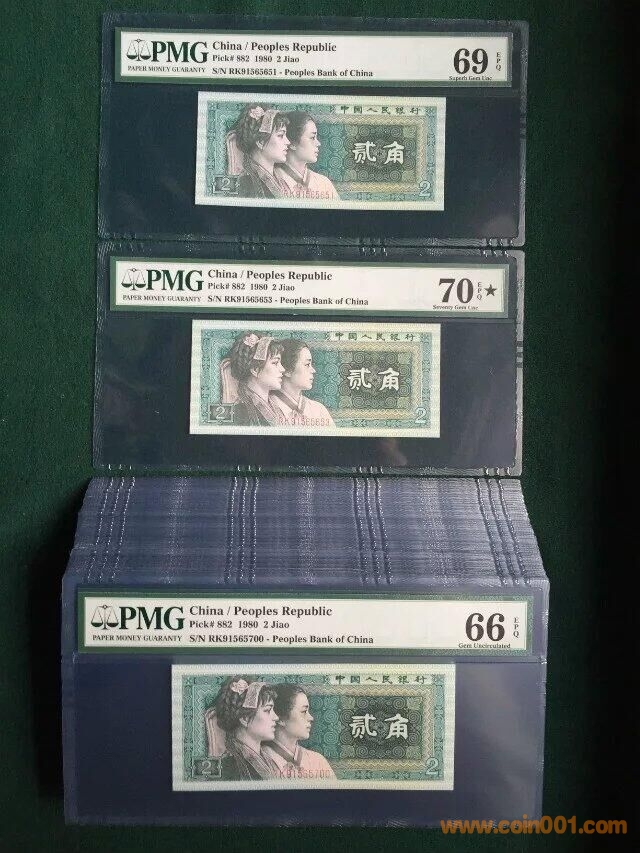 PMG
PAPER MONEY GUARANTY
China / Peoples Republic
Pick# 882 1980 2 Jiao
S/N RK91565651 - Peoples Bank of China
69 EPQ
Superb Gem Unc
中国人民银行
贰角
RK91565651
2 2
PMG
PAPER MONEY GUARANTY
China / Peoples Republic
Pick# 882 1980 2 Jiao
S/N RK91565653 - Peoples Bank of China
70 EPQ ★
Seventy Gem Unc
中国人民银行
贰角
RK91565653
2 2
PMG
PAPER MONEY GUARANTY
China / Peoples Republic
Pick# 882 1980 2 Jiao
S/N RK91565700 - Peoples Bank of China
66 EPQ
Gem Uncirculated
中国人民银行
贰角
RK91565700
2 2
www.coin001.com